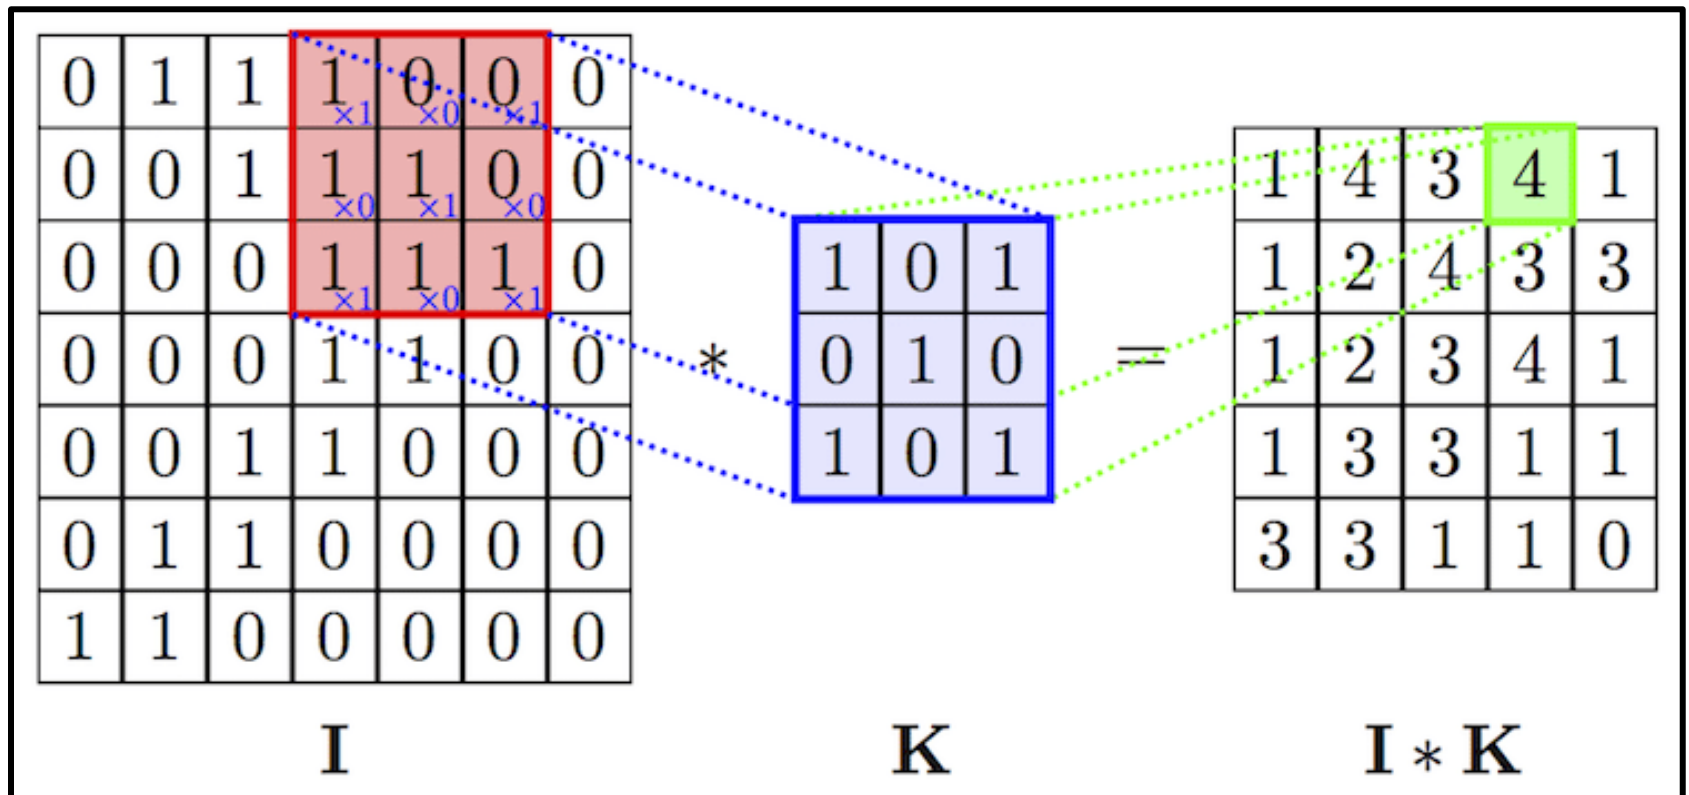 0 1 1 1×1 0×0 0×1 0
0 0 1 1×0 1×1 0×0 0
0 0 0 1×1 1×0 1×1 0
0 0 0 1 1 0 0
0 0 1 1 0 0 0
0 1 1 0 0 0 0
1 1 0 0 0 0 0
I
*
1 0 1
0 1 0
1 0 1
K
=
1 4 3 4 1
1 2 4 3 3
1 2 3 4 1
1 3 3 1 1
3 3 1 1 0
I * K